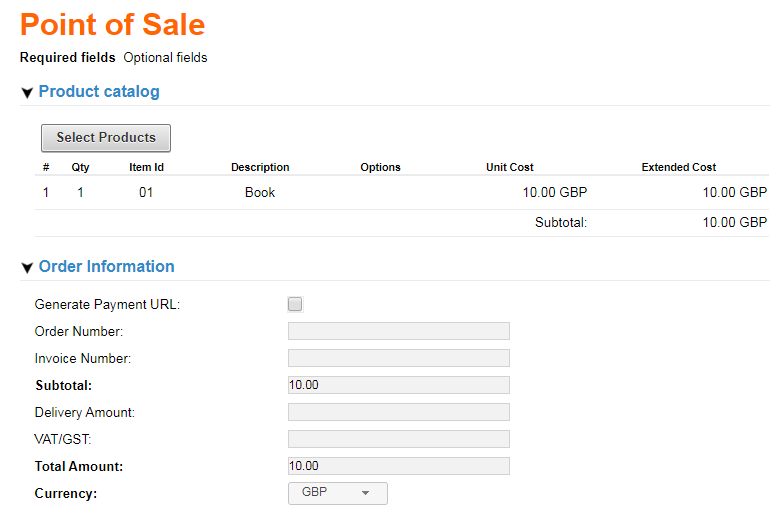 Point of Sale
Required fields Optional fields
Product catalog
Select Products
# Qty Item Id Description Options Unit Cost Extended Cost
1 1 01 Book 10.00 GBP 10.00 GBP
Subtotal: 10.00 GBP
Order Information
Generate Payment URL:
Order Number:
Invoice Number:
Subtotal: 10.00
Delivery Amount:
VAT/GST:
Total Amount: 10.00
Currency: GBP